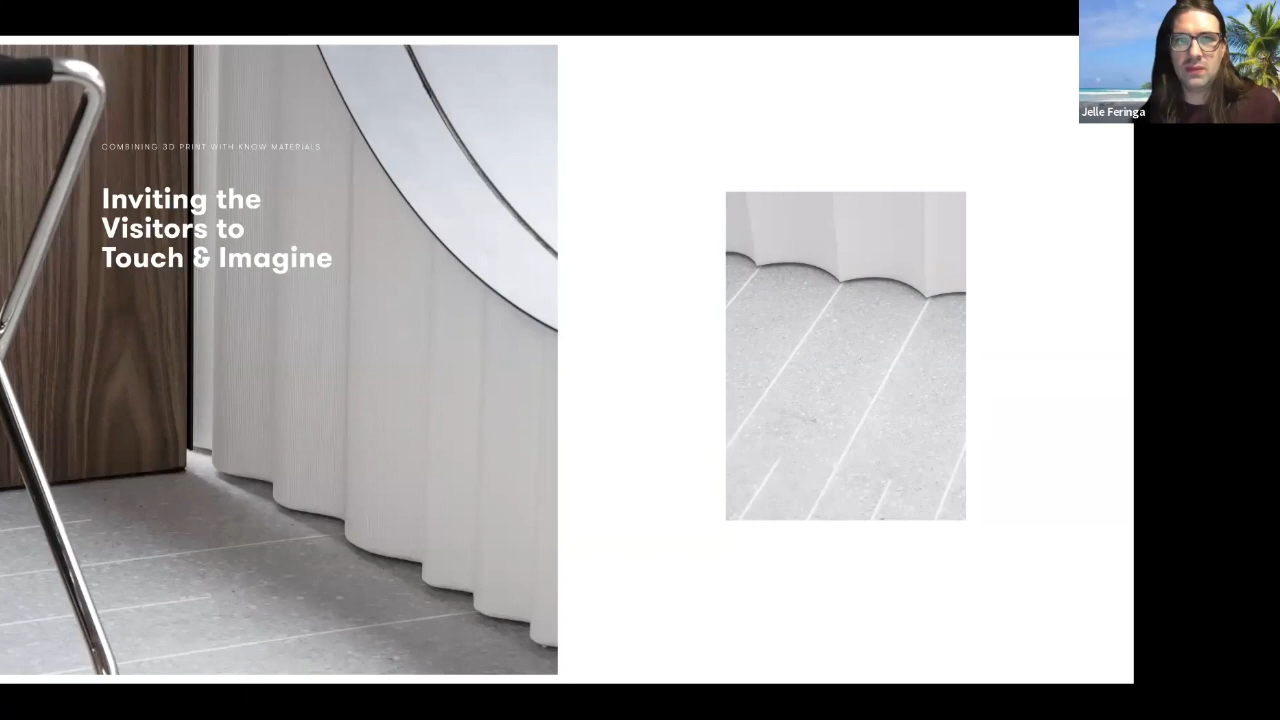 COMBINING 3D PRINT WITH KNOW MATERIALS
Inviting the
Visitors to
Touch & Imagine
Jelle Feringa